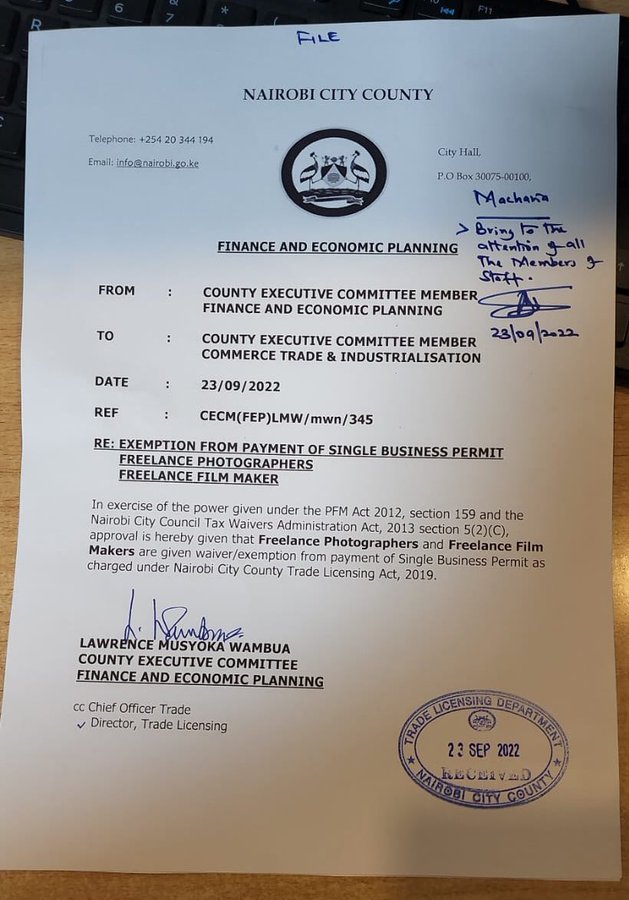 FILE
NAIROBI CITY COUNTY
Telephone: +254 20 344 194
Email: info@nairobi.go.ke
City Hall,
P.O Box 30075-00100,
Macharia
> Bring to the
attention of all
The Members of
Staff.
23/09/2022
FINANCE AND ECONOMIC PLANNING
FROM : COUNTY EXECUTIVE COMMITTEE MEMBER
FINANCE AND ECONOMIC PLANNING
TO : COUNTY EXECUTIVE COMMITTEE MEMBER
COMMERCE TRADE & INDUSTRIALISATION
DATE : 23/09/2022
REF : CECM(FEP)LMW/mwn/345
RE: EXEMPTION FROM PAYMENT OF SINGLE BUSINESS PERMIT
FREELANCE PHOTOGRAPHERS
FREELANCE FILM MAKER
In exercise of the power given under the PFM Act 2012, section 159 and the
Nairobi City Council Tax Waivers Administration Act, 2013 section 5(2)(C),
approval is hereby given that Freelance Photographers and Freelance Film
Makers are given waiver/exemption from payment of Single Business Permit as
charged under Nairobi City County Trade Licensing Act, 2019.
LAWRENCE MUSYOKA WAMBUA
COUNTY EXECUTIVE COMMITTEE
FINANCE AND ECONOMIC PLANNING
cc Chief Officer Trade
✓ Director, Trade Licensing
TRADE LICENSING DEPARTMENT
23 SEP 2022
RECEIVED
NAIROBI CITY COUNTY